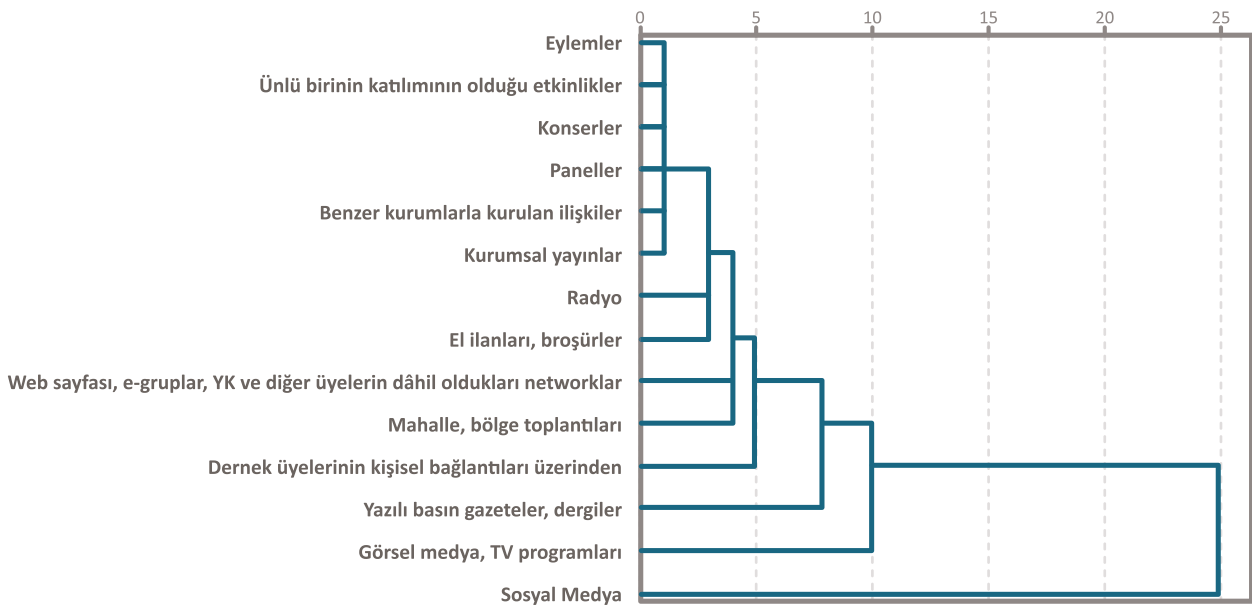 0 5 10 15 20 25
Eylemler
Ünlü birinin katılımının olduğu etkinlikler
Konserler
Paneller
Benzer kurumlarla kurulan ilişkiler
Kurumsal yayınlar
Radyo
El ilanları, broşürler
Web sayfası, e-gruplar, YK ve diğer üyelerin dâhil oldukları networklar
Mahalle, bölge toplantıları
Dernek üyelerinin kişisel bağlantıları üzerinden
Yazılı basın gazeteler, dergiler
Görsel medya, TV programları
Sosyal Medya